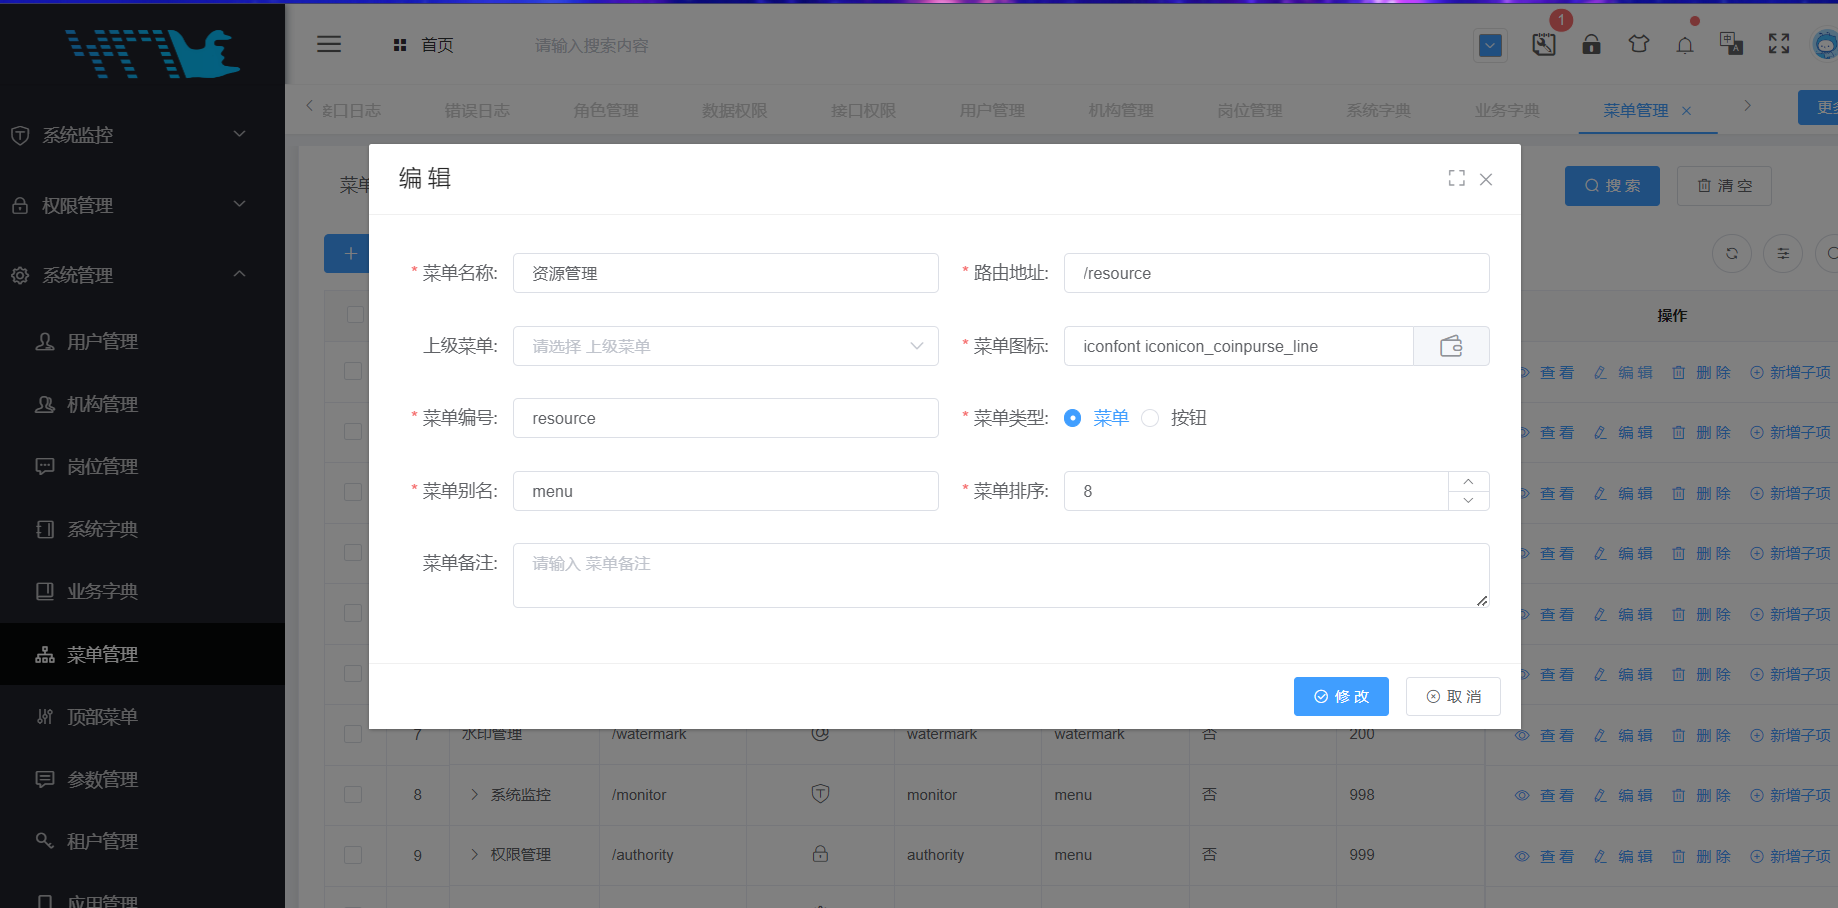 首页
请输入搜索内容
1
接口日志
错误日志
角色管理
数据权限
接口权限
用户管理
机构管理
岗位管理
系统字典
业务字典
菜单管理
系统监控
权限管理
系统管理
用户管理
机构管理
岗位管理
系统字典
业务字典
菜单管理
顶部菜单
参数管理
租户管理
应用管理
菜单
搜 索
清 空
编 辑
* 菜单名称: 资源管理
* 路由地址: /resource
上级菜单: 请选择 上级菜单
* 菜单图标: iconfont iconicon_coinpurse_line
* 菜单编号: resource
* 菜单类型: 菜单 按钮
* 菜单别名: menu
* 菜单排序: 8
菜单备注: 请输入 菜单备注
修 改
取 消
操作
查 看 编 辑 删 除 新增子项
查 看 编 辑 删 除 新增子项
查 看 编 辑 删 除 新增子项
查 看 编 辑 删 除 新增子项
查 看 编 辑 删 除 新增子项
查 看 编 辑 删 除 新增子项
7 水印管理 /watermark watermark watermark 否 200 查 看 编 辑 删 除 新增子项
8 系统监控 /monitor monitor menu 否 998 查 看 编 辑 删 除 新增子项
9 权限管理 /authority authority menu 否 999 查 看 编 辑 删 除 新增子项